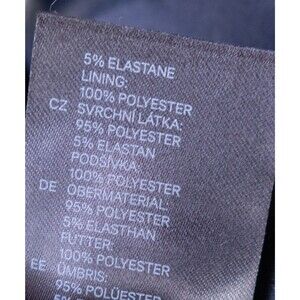 5% ELASTANE
LINING:
100% POLYESTER
CZ SVRCHNÍ LÁTKA:
95% POLYESTER
5% ELASTAN
PODŠÍVKA:
100% POLYESTER
DE OBERMATERIAL:
95% POLYESTER
5% ELASTHAN
FUTTER:
100% POLYESTER
EE ÜMBRIS:
95% POLÜESTER